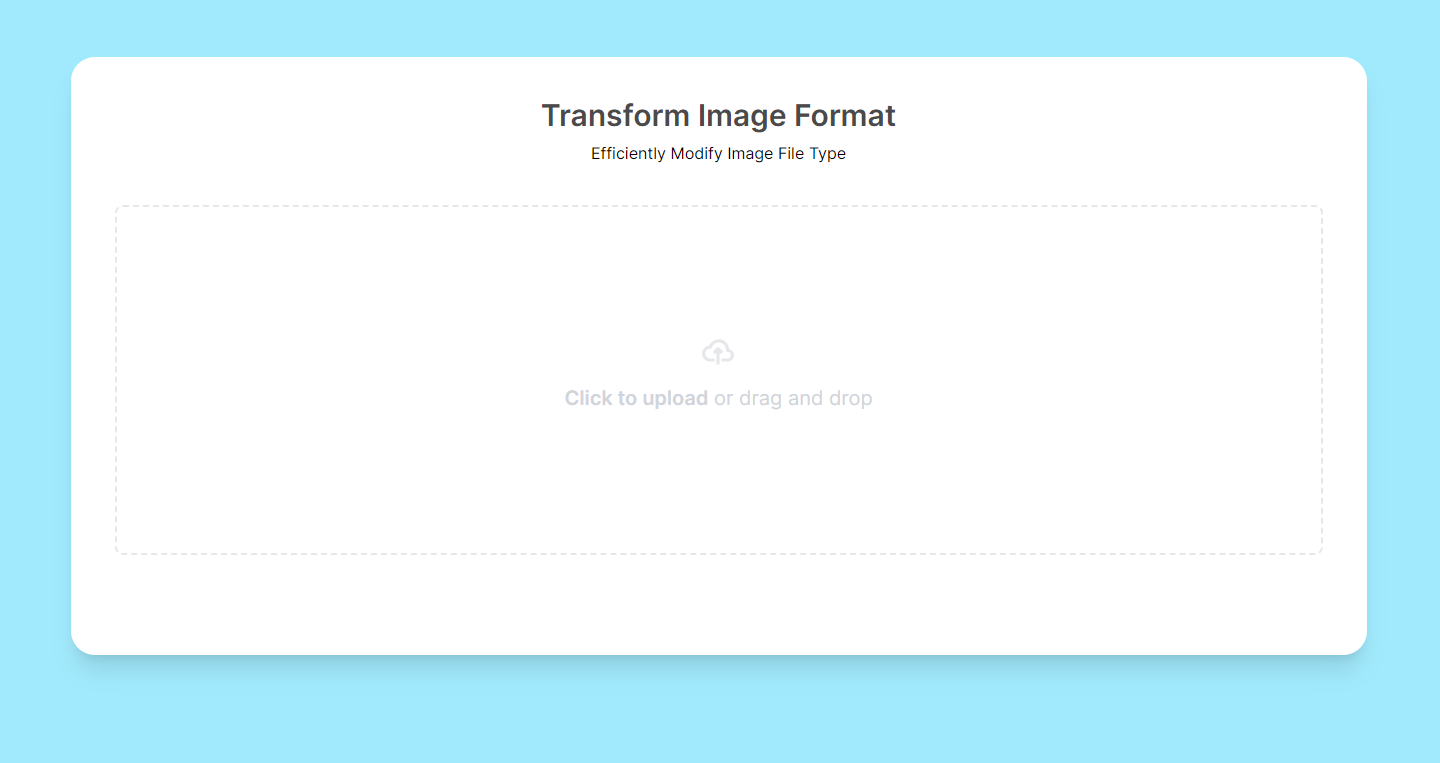 Transform Image Format
Efficiently Modify Image File Type
Click to upload or drag and drop